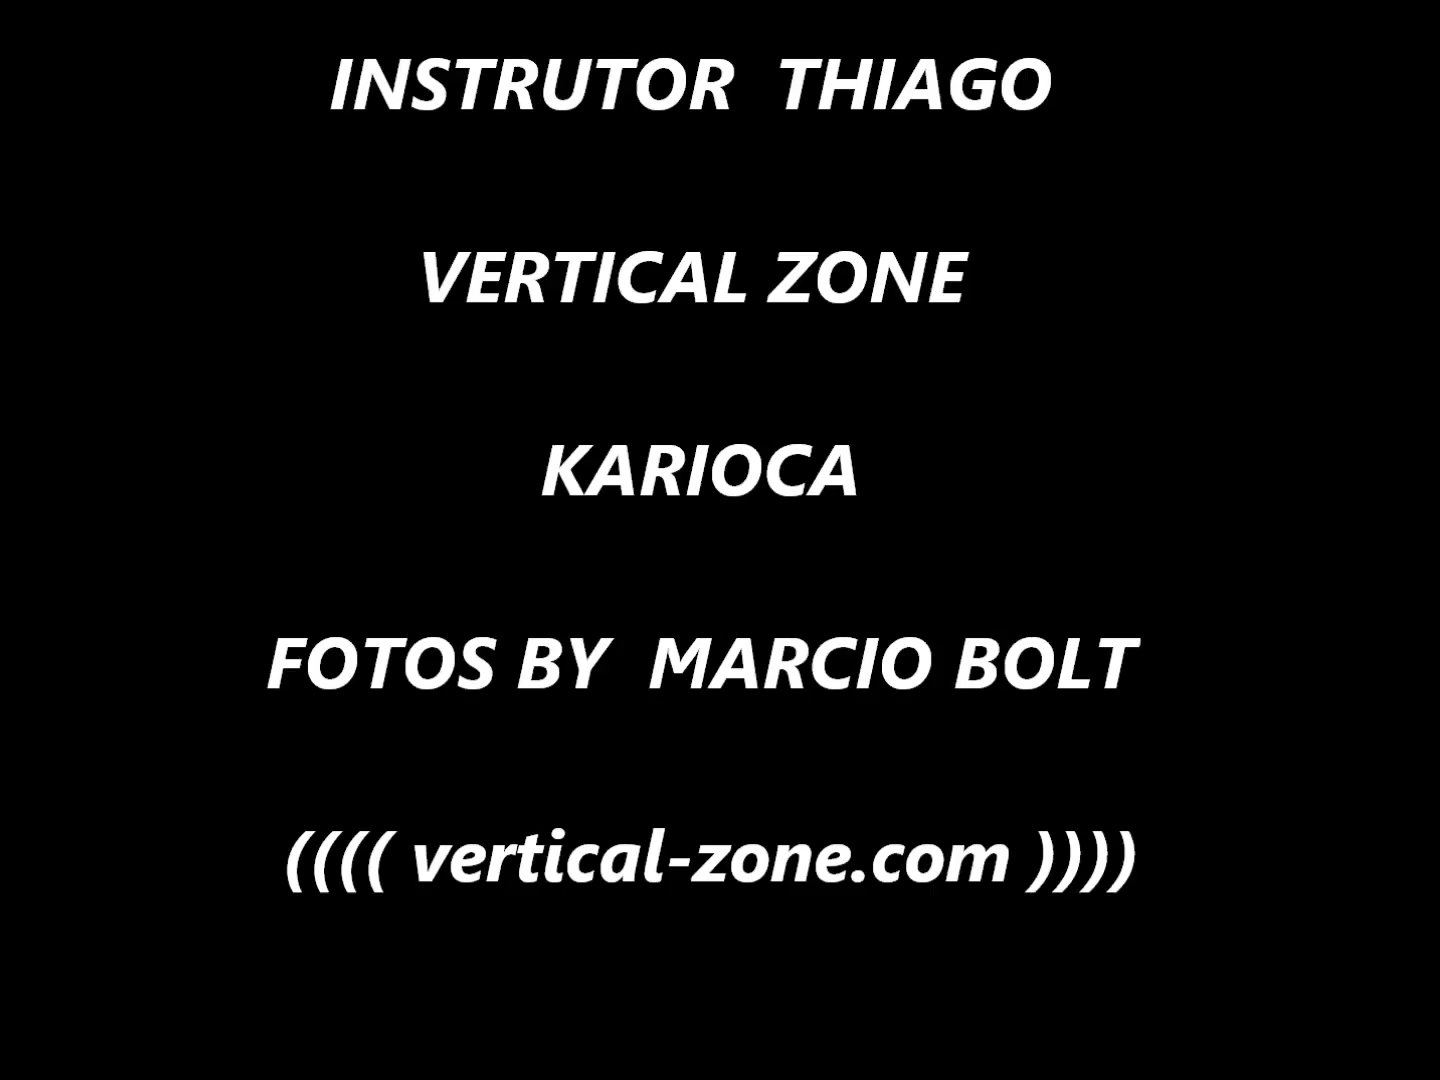 INSTRUTOR  THIAGO
VERTICAL ZONE
KARIOCA
FOTOS BY  MARCIO BOLT
(((( vertical-zone.com ))))